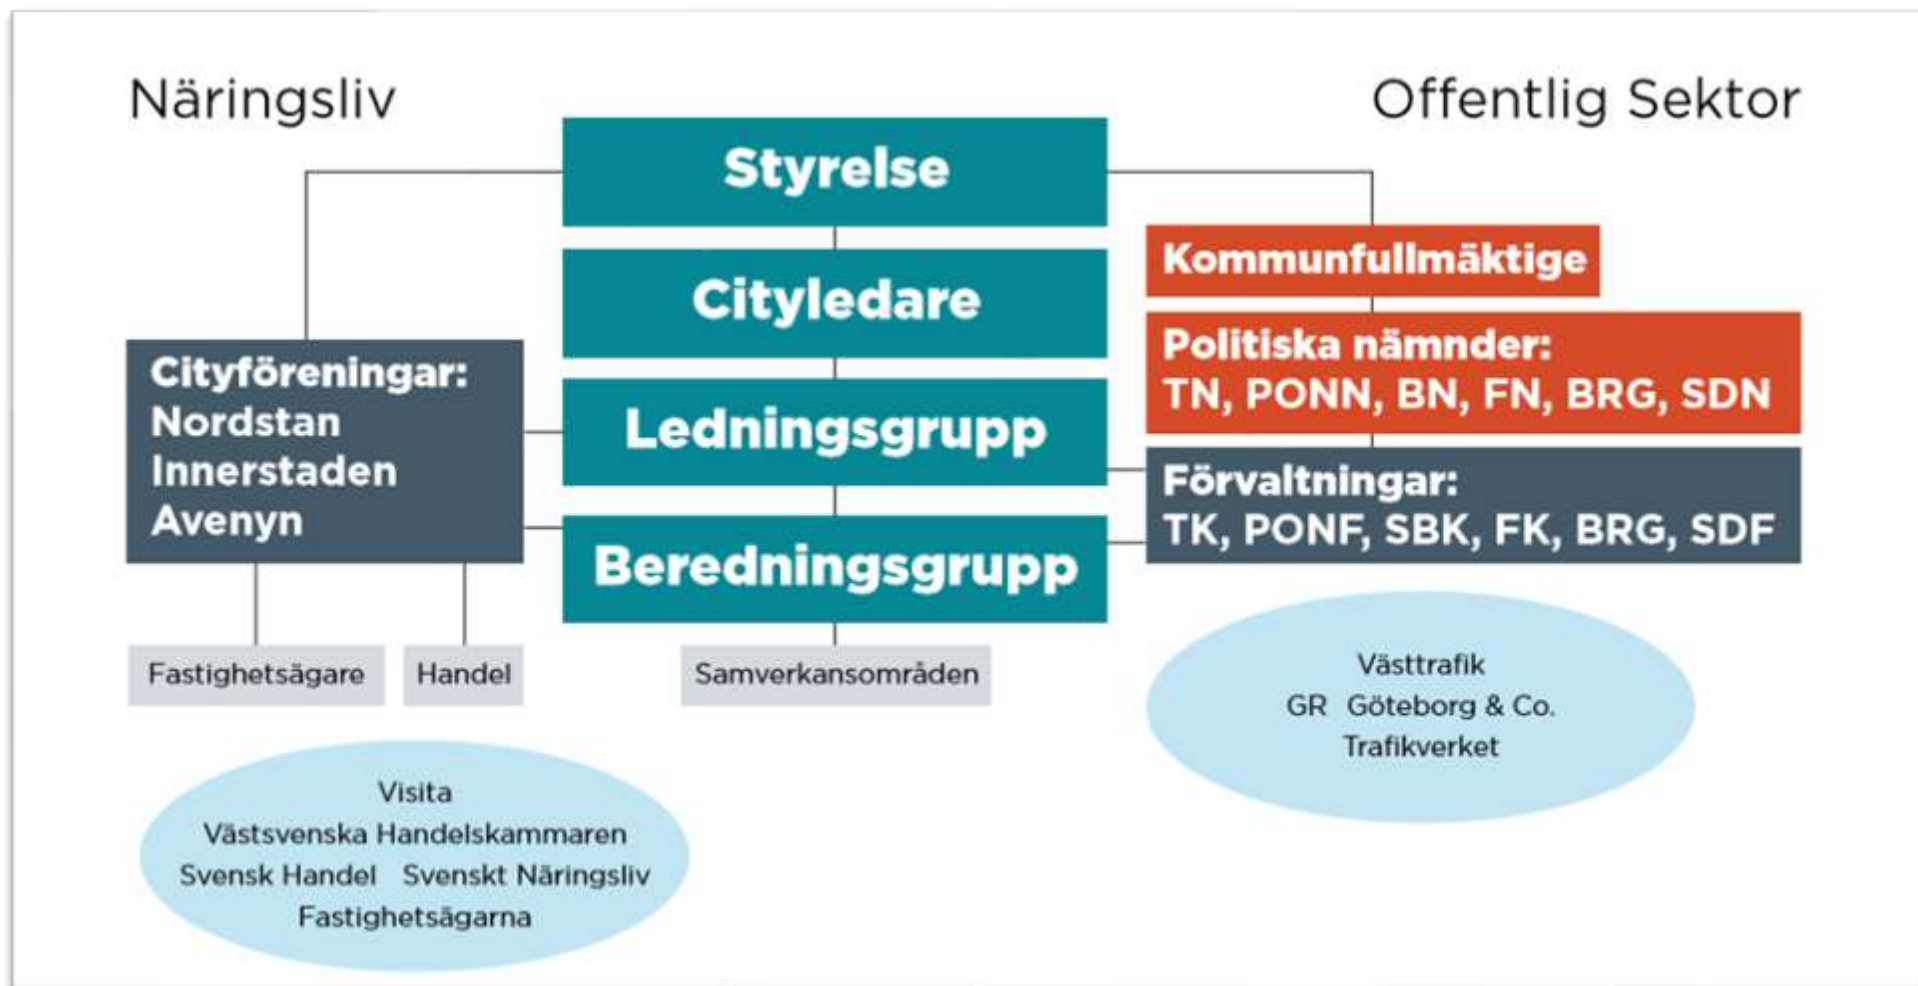 Näringsliv
Offentlig Sektor
Styrelse
Cityledare
Ledningsgrupp
Beredningsgrupp
Samverkansområden
Cityföreningar:
Nordstan
Innerstaden
Avenyn
Fastighetsägare
Handel
Visita
Västsvenska Handelskammaren
Svensk Handel Svenskt Näringsliv
Fastighetsägarna
Kommunfullmäktige
Politiska nämnder:
TN, PONN, BN, FN, BRG, SDN
Förvaltningar:
TK, PONF, SBK, FK, BRG, SDF
Västtrafik
GR Göteborg & Co.
Trafikverket